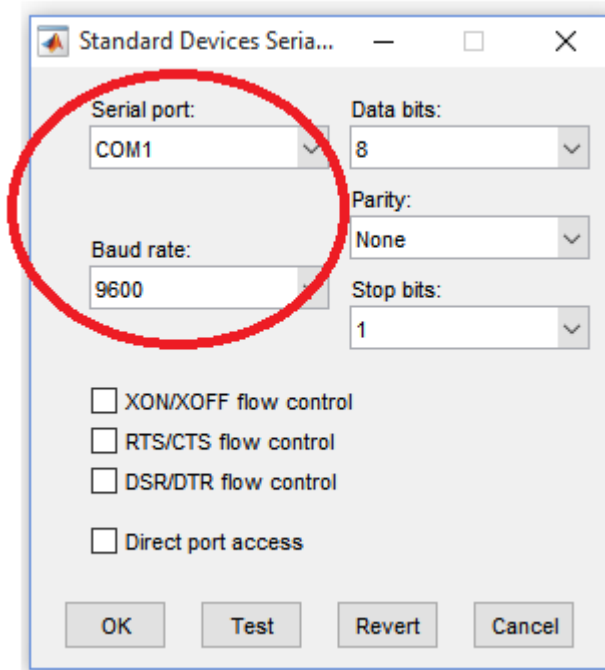 Standard Devices Seria...
Serial port:
COM1
Baud rate:
9600
Data bits:
8
Parity:
None
Stop bits:
1
XON/XOFF flow control
RTS/CTS flow control
DSR/DTR flow control
Direct port access
OK
Test
Revert
Cancel